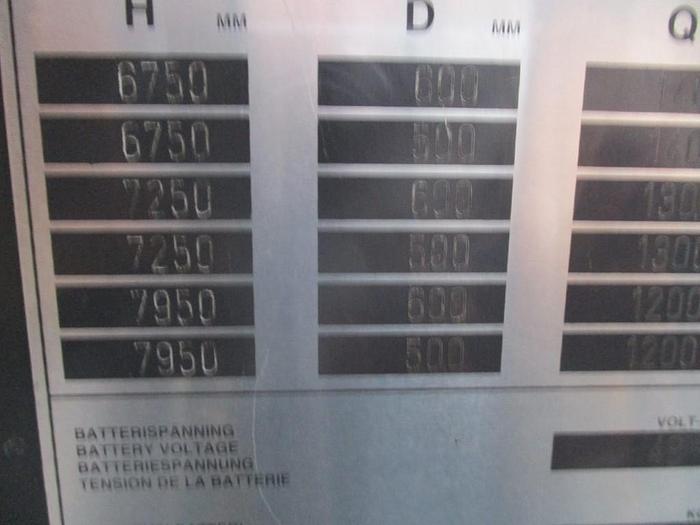 H MM D MM Q
6750 600
6750 500
7250 600 130
7250 500 1300
7950 600 1200
7950 500 1200
BATTERISPANNING VOLT-
BATTERY VOLTAGE
BATTERIESPANNUNG
TENSION DE LA BATTERIE